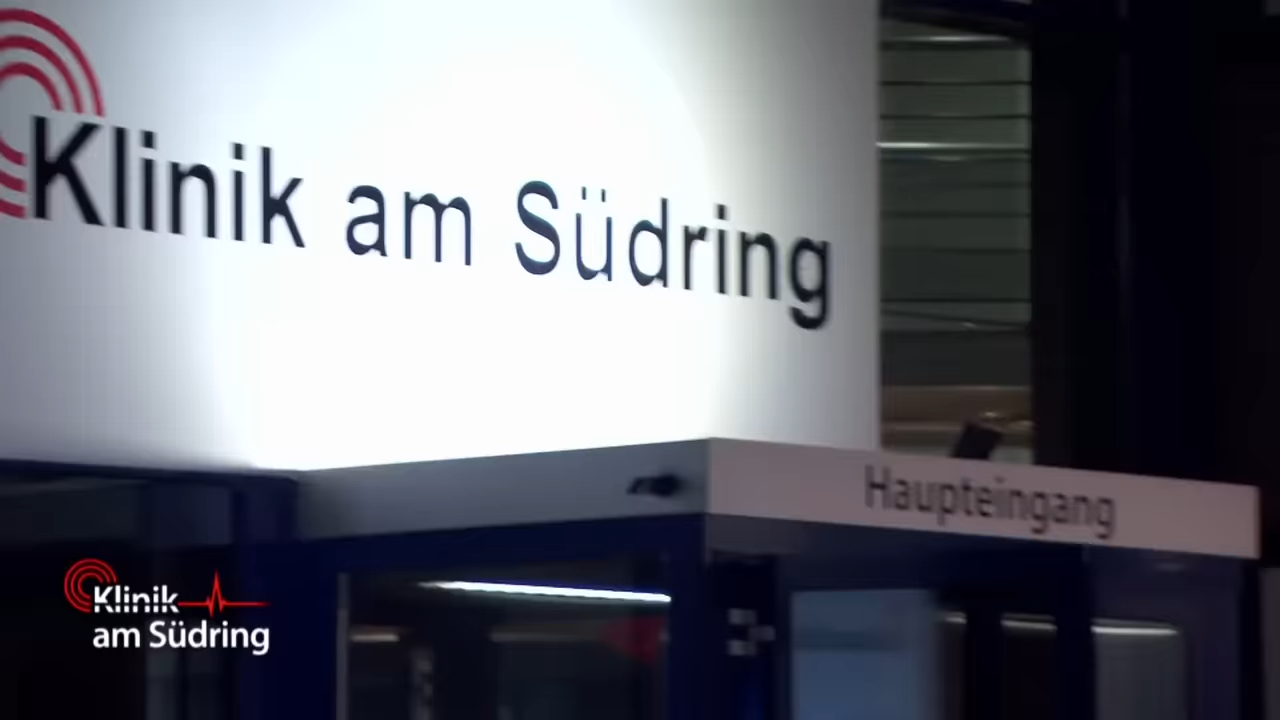 Klinik am Südring
Haupteingang
Klinik
am Südring